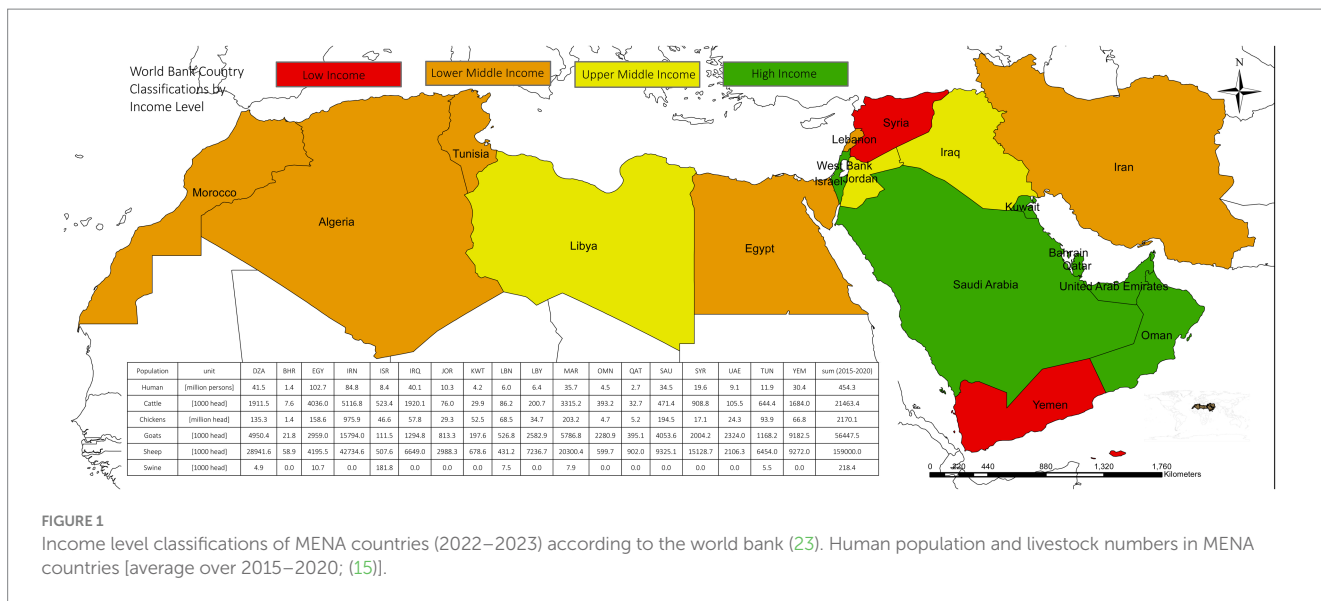 World Bank Country
Classifications by
Income Level
Low Income
Lower Middle Income
Upper Middle Income
High Income
N
Syria
Lebanon
Iraq
Iran
Tunisia
West Bank
Jordan
Israel
Morocco
Kuwait
Algeria
Libya
Egypt
Bahrain
Qatar
Saudi Arabia
United Arab Emirates
Oman
Yemen
Population unit DZA BHR EGY IRN ISR IRQ JOR KWT LBN LBY MAR OMN QAT SAU SYR UAE TUN YEM sum (2015-2020)
Human [million persons] 41.5 1.4 102.7 84.8 8.4 40.1 10.3 4.2 6.0 6.4 35.7 4.5 2.7 34.5 19.6 9.1 11.9 30.4 454.3
Cattle [1000 head] 1911.5 7.6 4036.0 5116.8 523.4 1920.1 76.0 29.9 86.2 200.7 3315.2 393.2 32.7 471.4 908.8 105.5 644.4 1684.0 21463.4
Chickens [million head] 135.3 1.4 158.6 975.9 46.6 57.8 29.3 52.5 68.5 34.7 203.2 4.7 5.2 194.5 17.1 24.3 93.9 66.8 2170.1
Goats [1000 head] 4950.4 21.8 2959.0 15794.0 111.5 1294.8 813.3 197.6 526.8 2582.9 5786.8 2280.9 395.1 4053.6 2004.2 2324.0 1168.2 9182.5 56447.5
Sheep [1000 head] 28941.6 58.9 4195.5 42734.6 507.6 6649.0 2988.3 678.6 431.2 7236.7 20300.4 599.7 902.0 9325.1 15128.7 2106.3 6454.0 9272.0 159000.0
Swine [1000 head] 4.9 0.0 10.7 0.0 181.8 0.0 0.0 0.0 7.5 0.0 7.9 0.0 0.0 0.0 0.0 0.0 5.5 0.0 218.4
0 220 440 880 1,320 1,760
Kilometers
FIGURE 1
Income level classifications of MENA countries (2022–2023) according to the world bank (23). Human population and livestock numbers in MENA
countries [average over 2015–2020; (15)].